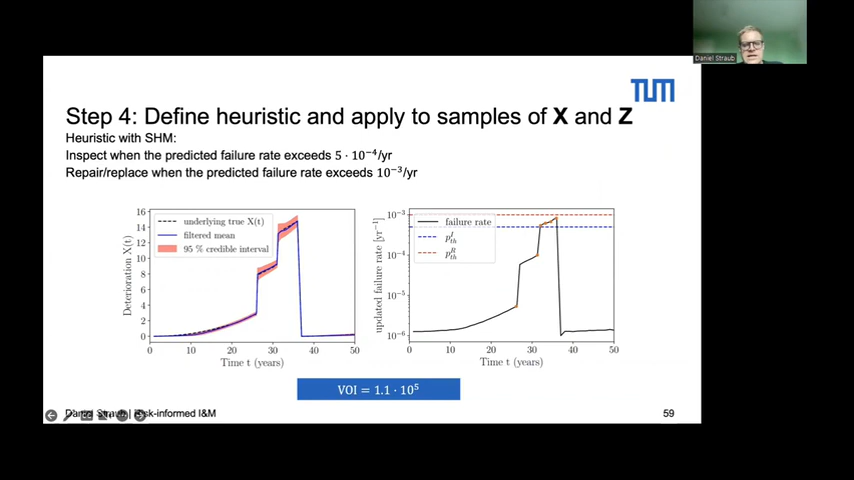 Daniel Straub
TUM
Step 4: Define heuristic and apply to samples of X and Z
Heuristic with SHM:
Inspect when the predicted failure rate exceeds 5 · 10⁻⁴/yr
Repair/replace when the predicted failure rate exceeds 10⁻³/yr
16
14
12
10
8
6
4
2
0
Deterioration X(t)
underlying true X(t)
filtered mean
95 % credible interval
0 10 20 30 40 50
Time t (years)
10⁻³
10⁻⁴
10⁻⁵
10⁻⁶
updated failure rate [yr⁻¹]
failure rate
pᴵth
pᴿth
0 10 20 30 40 50
Time t (years)
VOI = 1.1 · 10⁵
Daniel Straub | Risk-informed I&M
59